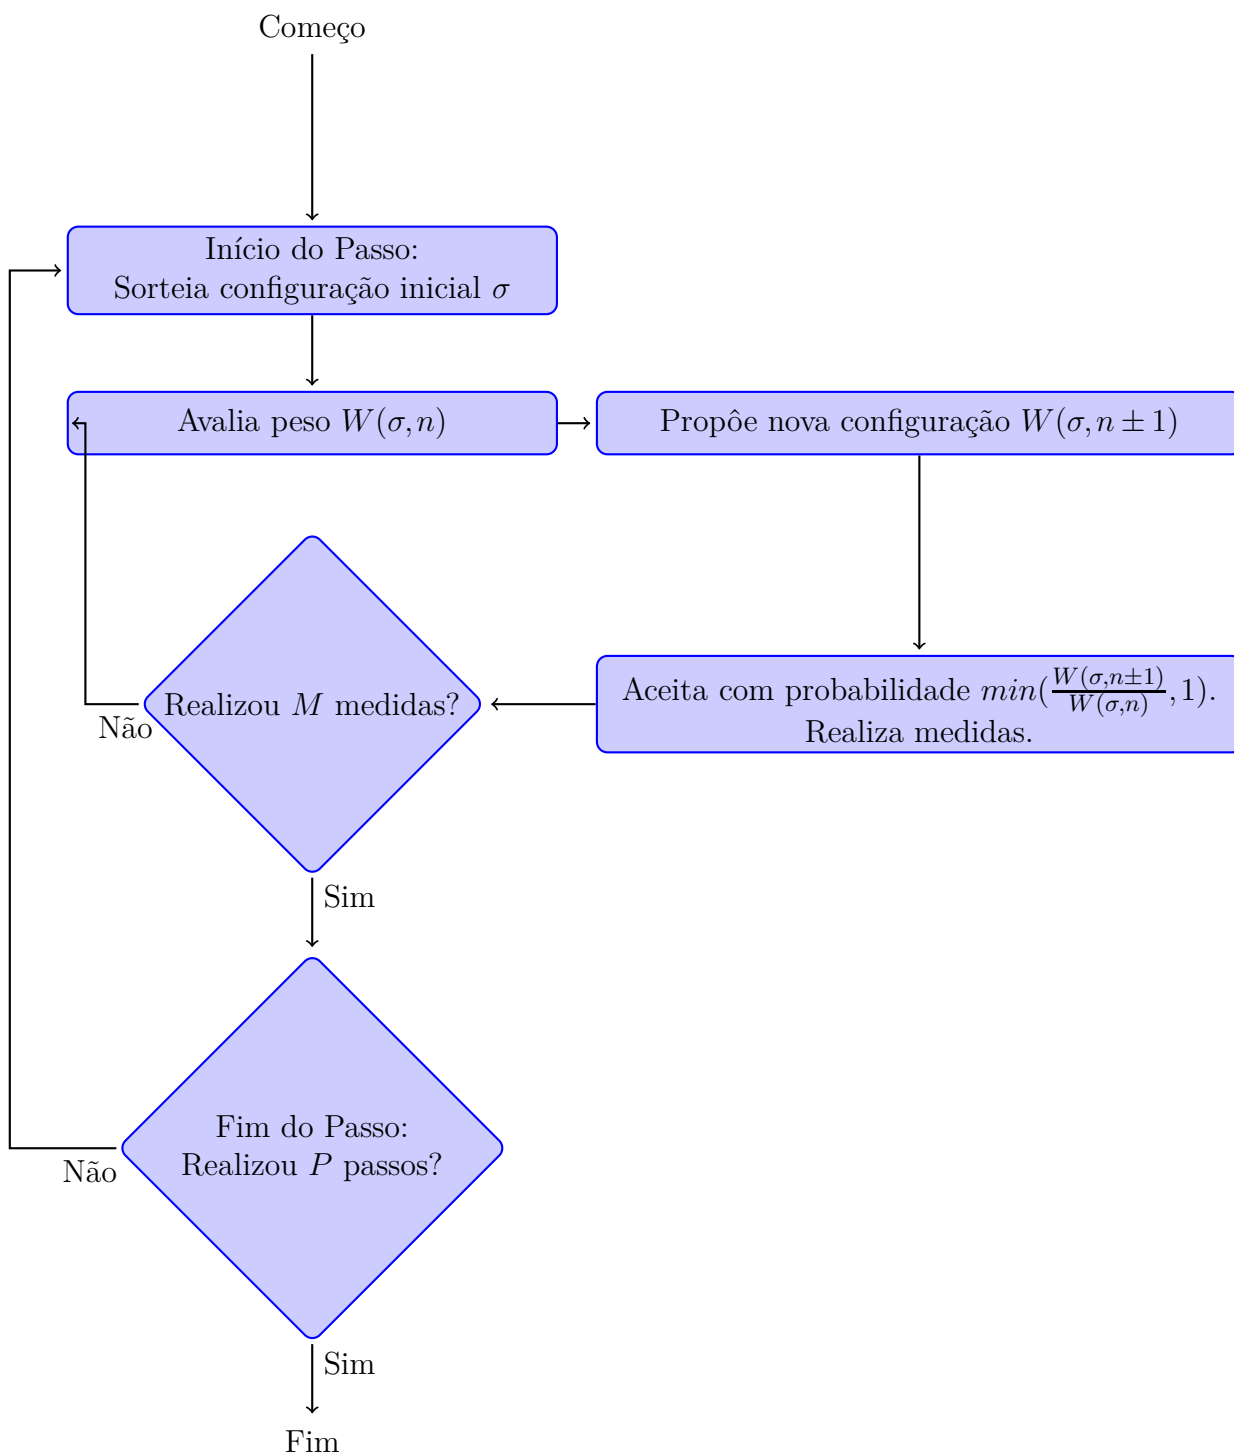 Começo
Início do Passo:
Sorteia configuração inicial σ
Avalia peso W(σ, n)
Propôe nova configuração W(σ, n ± 1)
Realizou M medidas?
Não
Aceita com probabilidade min(\frac{W(σ,n±1)}{W(σ,n)}, 1).
Realiza medidas.
Sim
Fim do Passo:
Realizou P passos?
Não
Sim
Fim